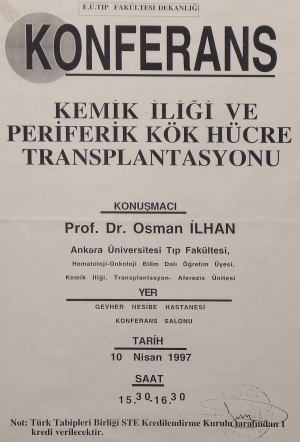 E.Ü.TIP FAKÜLTESİ DEKANLIĞI
KONFERANS
KEMİK İLİĞİ VE
PERİFERİK KÖK HÜCRE
TRANSPLANTASYONU
KONUŞMACI
Prof. Dr. Osman İLHAN
Ankara Üniversitesi Tıp Fakültesi,
Hematoloji-Onkoloji Bilim Dalı Öğretim Üyesi,
Kemik İliği, Transplantasyon- Aferezis Ünitesi
YER
GEVHER NESİBE HASTANESİ
KONFERANS SALONU
TARİH
10 Nisan 1997
SAAT
15.30-16.30
Not: Türk Tabipleri Birliği STE Kredilendirme Kurulu tarafından 1
kredi verilecektir.